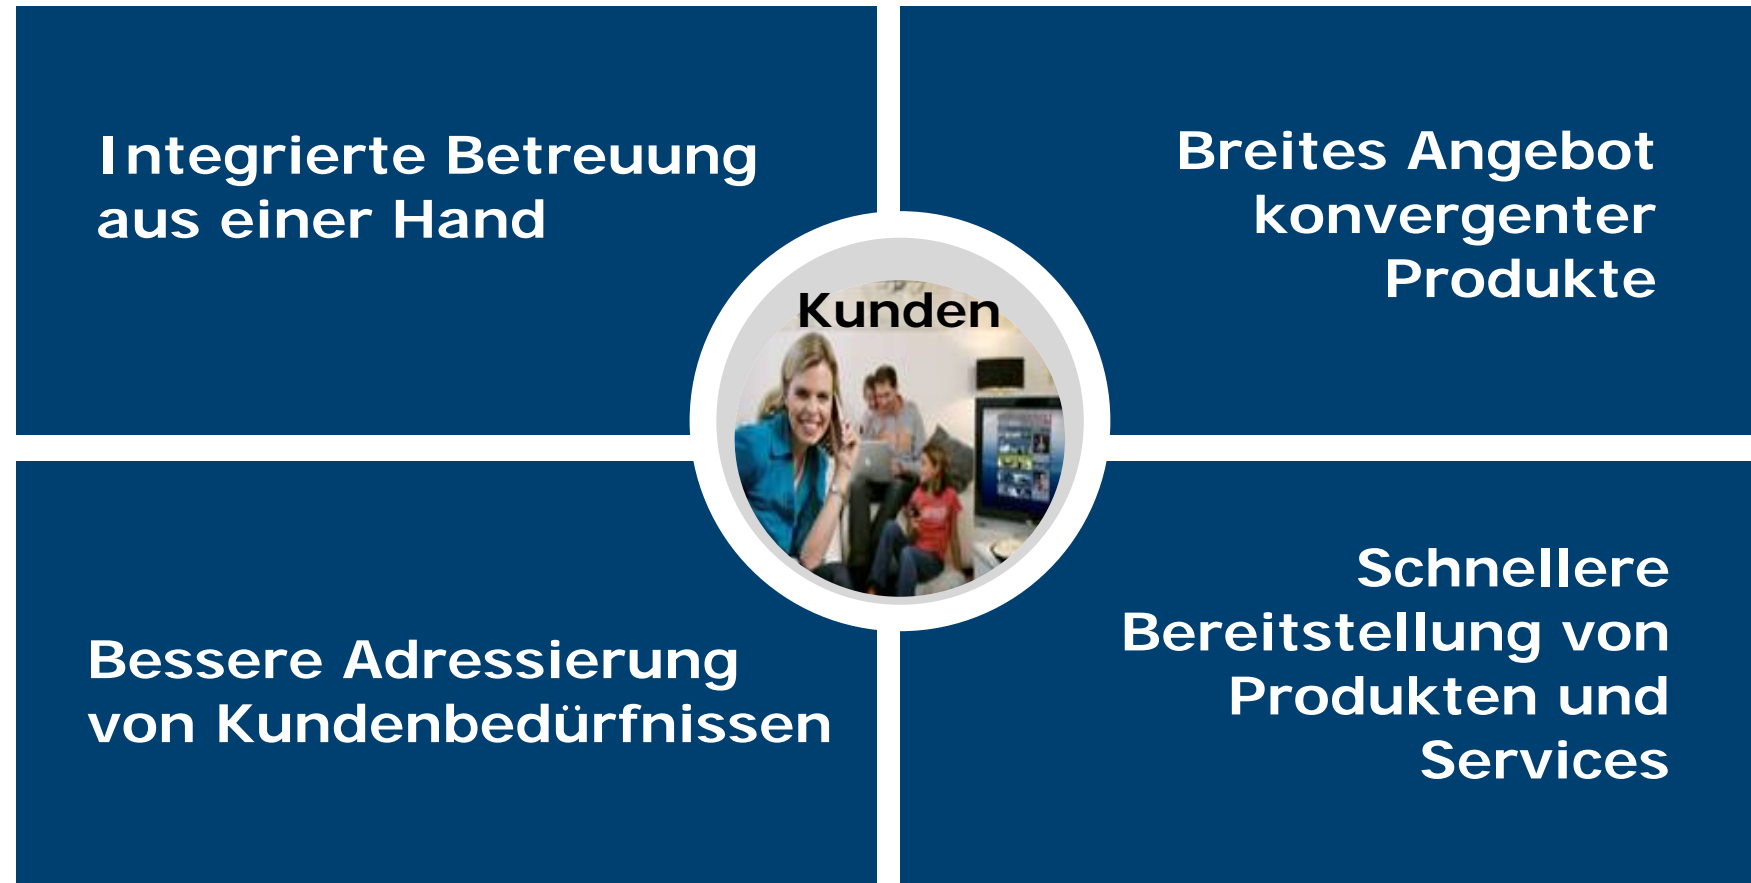 Integrierte Betreuung
aus einer Hand
Breites Angebot
konvergenter
Produkte
Kunden
Bessere Adressierung
von Kundenbedürfnissen
Schnellere
Bereitstellung von
Produkten und
Services